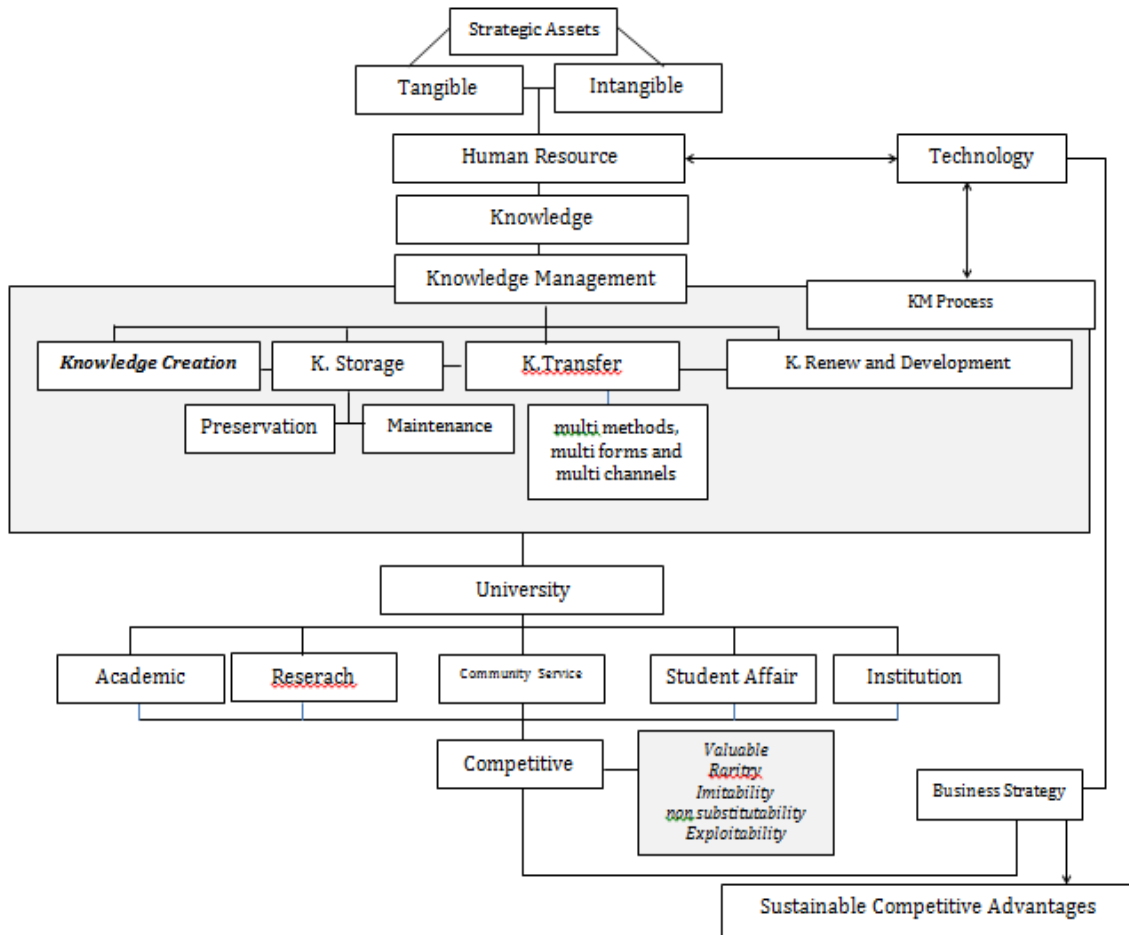 Strategic Assets
Tangible
Intangible
Human Resource
Technology
Knowledge
Knowledge Management
KM Process
Knowledge Creation
K. Storage
K.Transfer
K. Renew and Development
Preservation
Maintenance
multi methods,
multi forms and
multi channels
University
Academic
Reserach
Community Service
Student Affair
Institution
Competitive
Valuable
Raritry
Imitability
non substitutability
Exploitability
Business Strategy
Sustainable Competitive Advantages